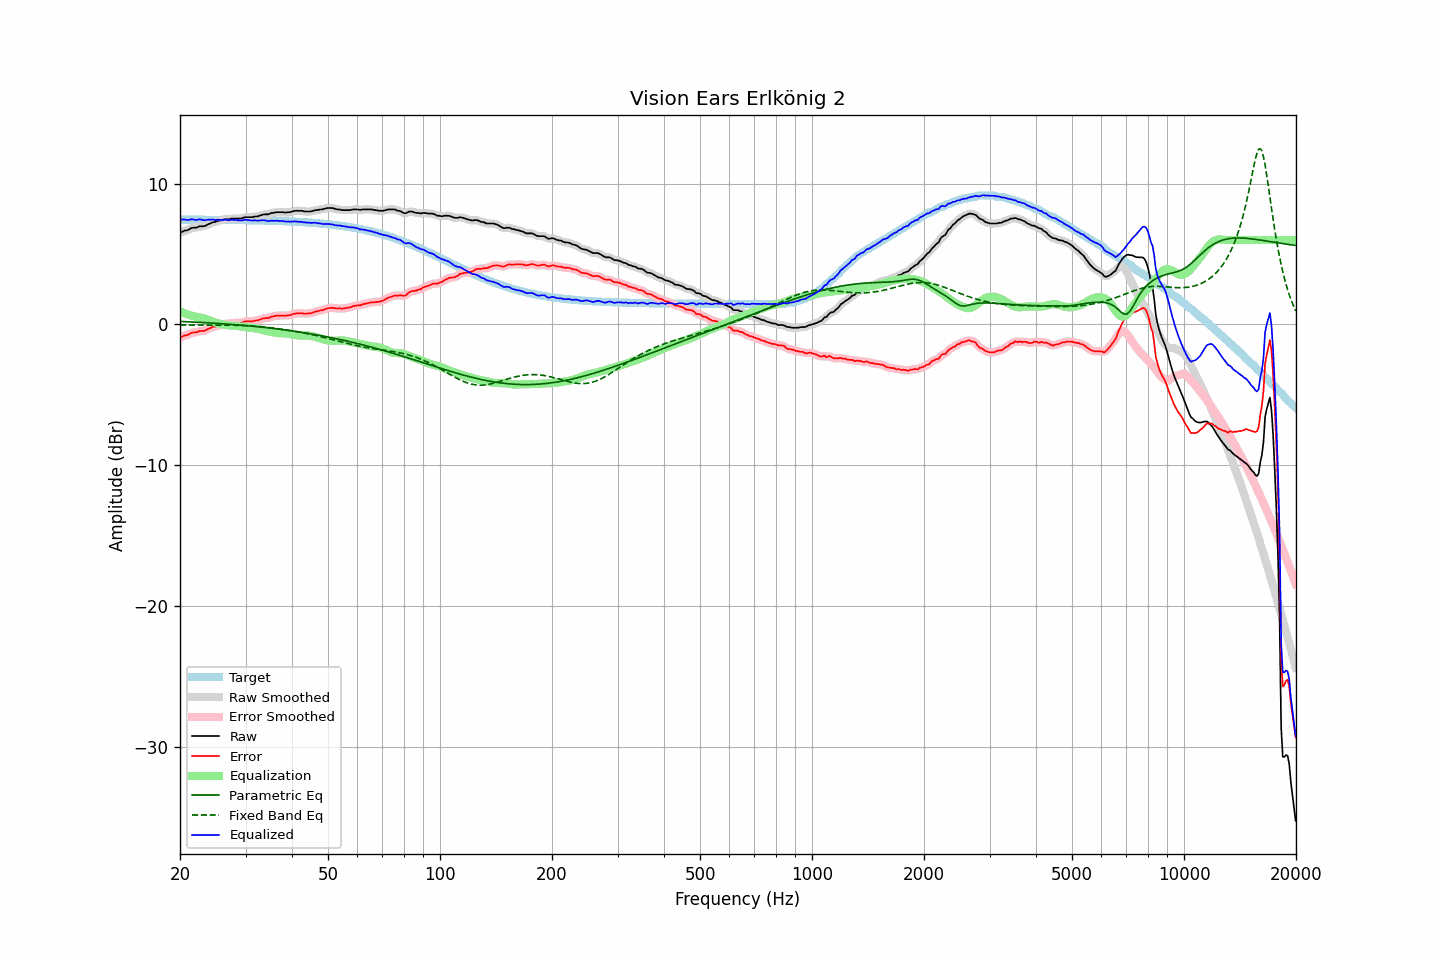 Vision Ears Erlkönig 2
Amplitude (dBr)
10
0
−10
−20
−30
Target
Raw Smoothed
Error Smoothed
Raw
Error
Equalization
Parametric Eq
Fixed Band Eq
Equalized
20 50 100 200 500 1000 2000 5000 10000 20000
Frequency (Hz)